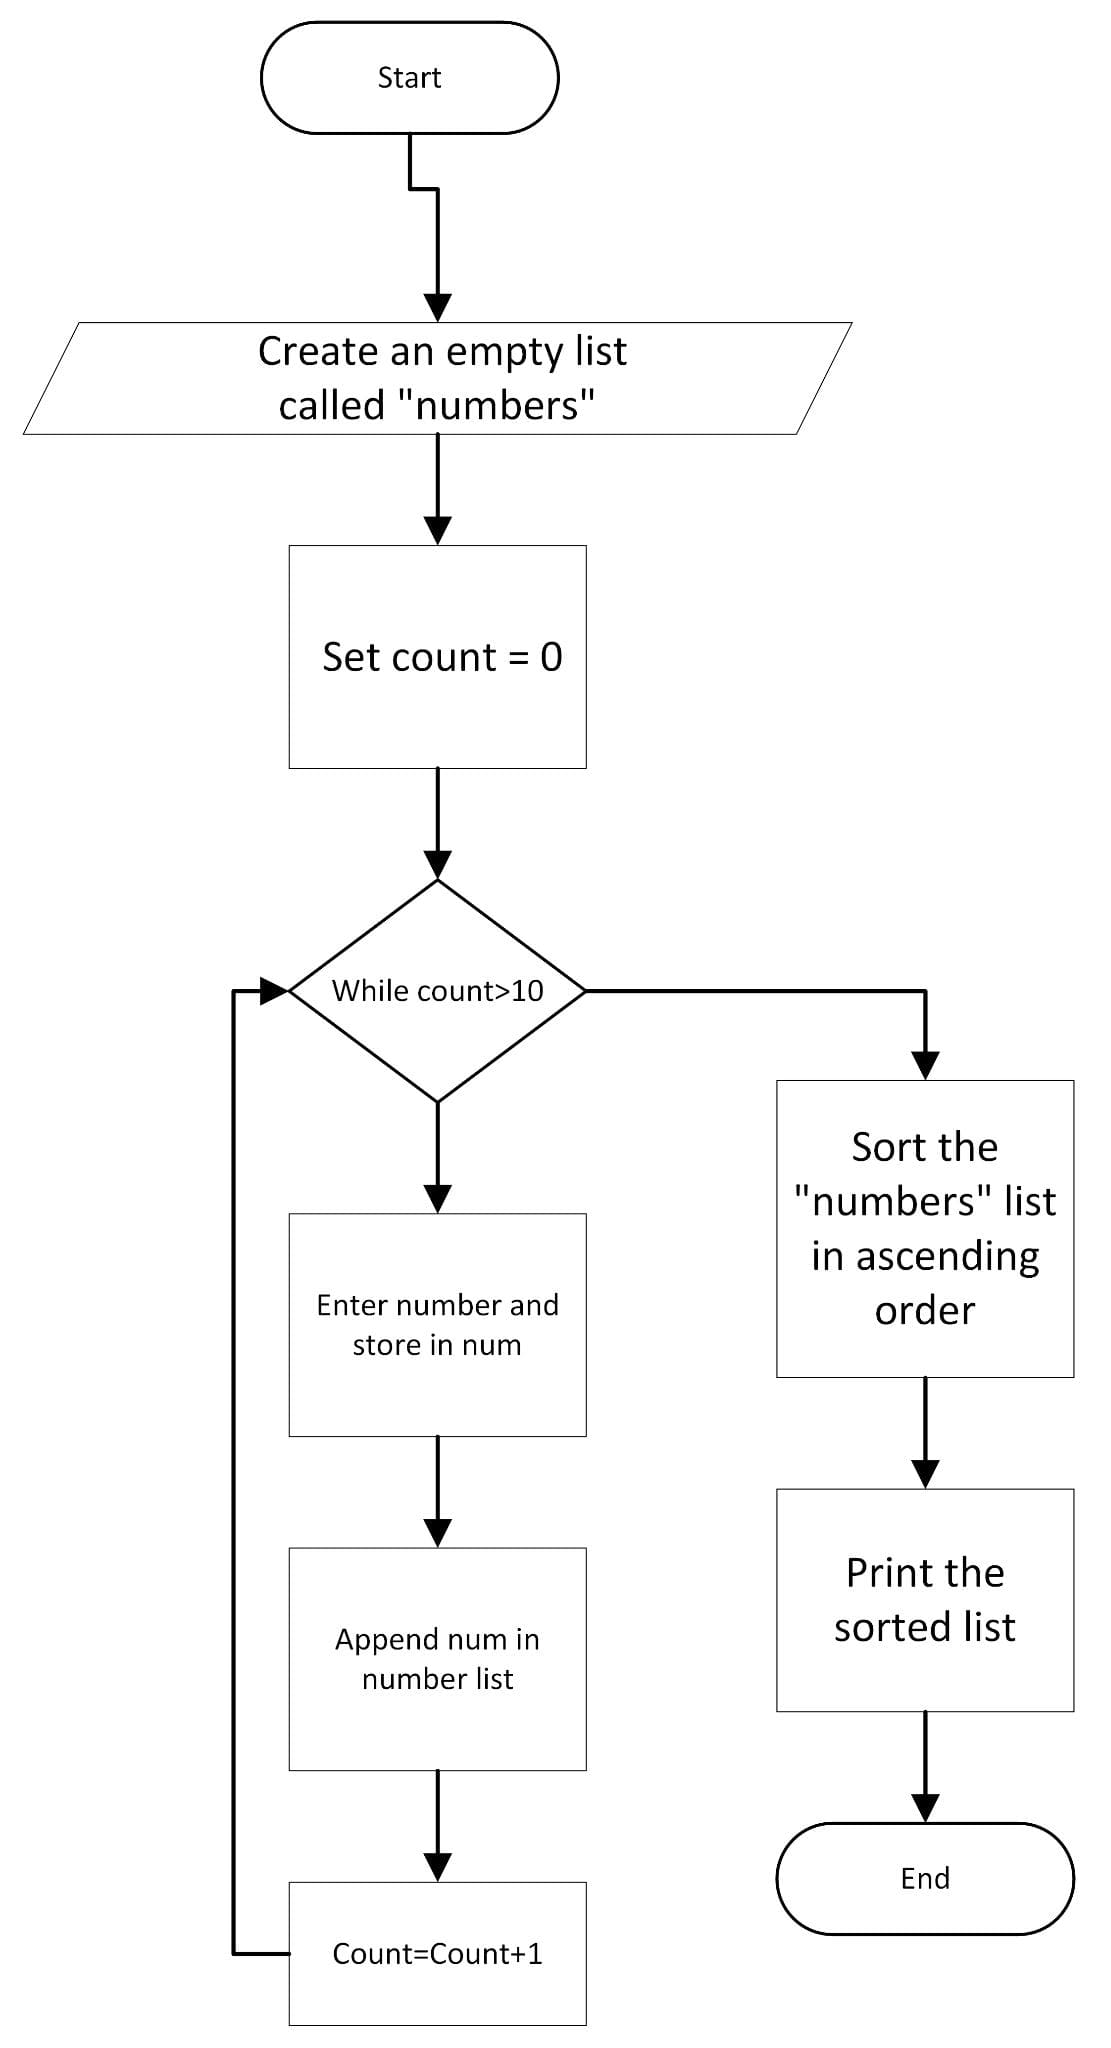 Start
Create an empty list
called "numbers"
Set count = 0
While count>10
Enter number and
store in num
Append num in
number list
Count=Count+1
Sort the
"numbers" list
in ascending
order
Print the
sorted list
End